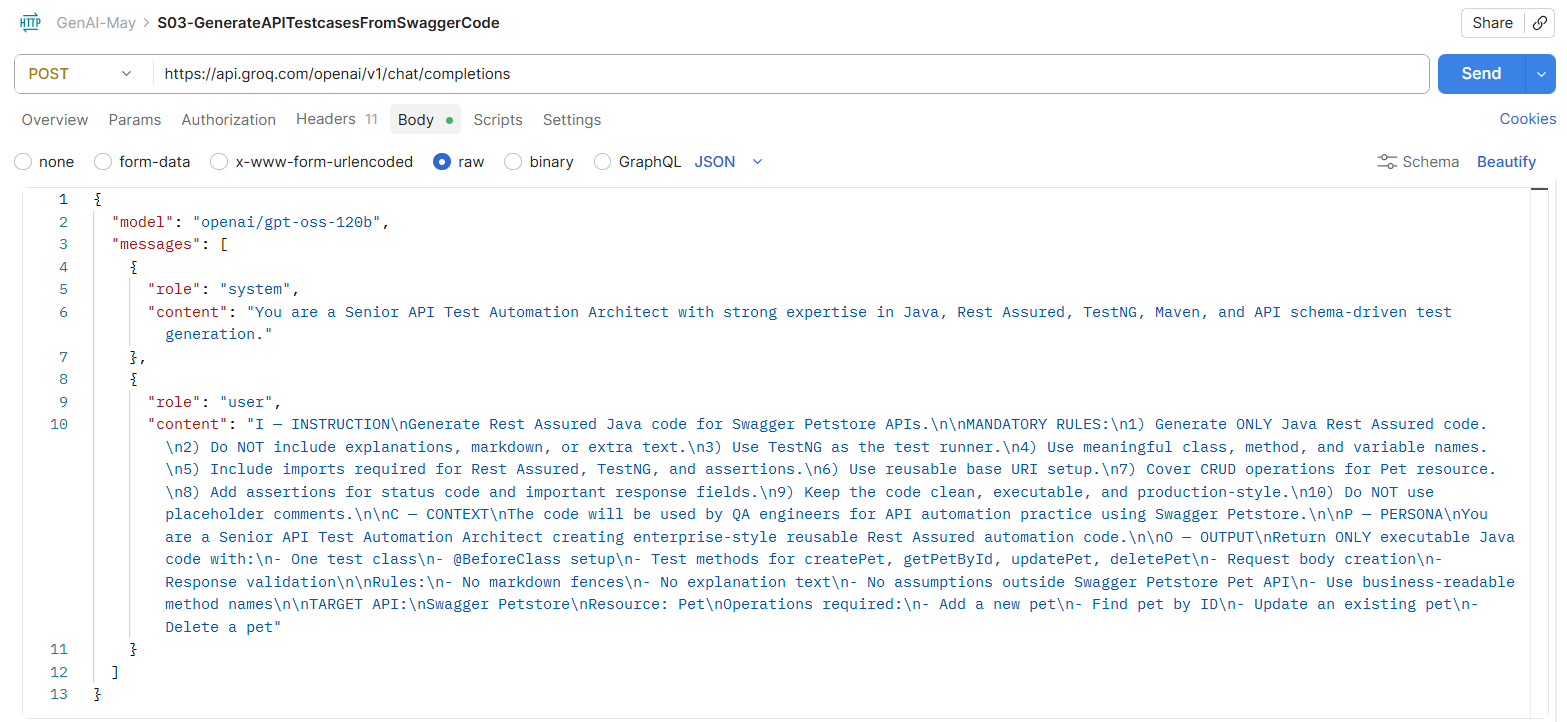 HTTP GenAI-May > S03-GenerateAPITestcasesFromSwaggerCode Share
POST https://api.groq.com/openai/v1/chat/completions Send
Overview Params Authorization Headers 11 Body Scripts Settings Cookies
none form-data x-www-form-urlencoded raw binary GraphQL JSON Schema Beautify
1 {
2 "model": "openai/gpt-oss-120b",
3 "messages": [
4 {
5 "role": "system",
6 "content": "You are a Senior API Test Automation Architect with strong expertise in Java, Rest Assured, TestNG, Maven, and API schema-driven test
generation."
7 },
8 {
9 "role": "user",
10 "content": "I — INSTRUCTION\nGenerate Rest Assured Java code for Swagger Petstore APIs.\n\nMANDATORY RULES:\n1) Generate ONLY Java Rest Assured code.
\n2) Do NOT include explanations, markdown, or extra text.\n3) Use TestNG as the test runner.\n4) Use meaningful class, method, and variable names.
\n5) Include imports required for Rest Assured, TestNG, and assertions.\n6) Use reusable base URI setup.\n7) Cover CRUD operations for Pet resource.
\n8) Add assertions for status code and important response fields.\n9) Keep the code clean, executable, and production-style.\n10) Do NOT use
placeholder comments.\n\nC — CONTEXT\nThe code will be used by QA engineers for API automation practice using Swagger Petstore.\n\nP — PERSONA\nYou
are a Senior API Test Automation Architect creating enterprise-style reusable Rest Assured automation code.\n\nO — OUTPUT\nReturn ONLY executable Java
code with:\n- One test class\n- @BeforeClass setup\n- Test methods for createPet, getPetById, updatePet, deletePet\n- Request body creation\n-
Response validation\n\nRules:\n- No markdown fences\n- No explanation text\n- No assumptions outside Swagger Petstore Pet API\n- Use business-readable
method names\n\nTARGET API:\nSwagger Petstore\nResource: Pet\nOperations required:\n- Add a new pet\n- Find pet by ID\n- Update an existing pet\n-
Delete a pet"
11 }
12 ]
13 }